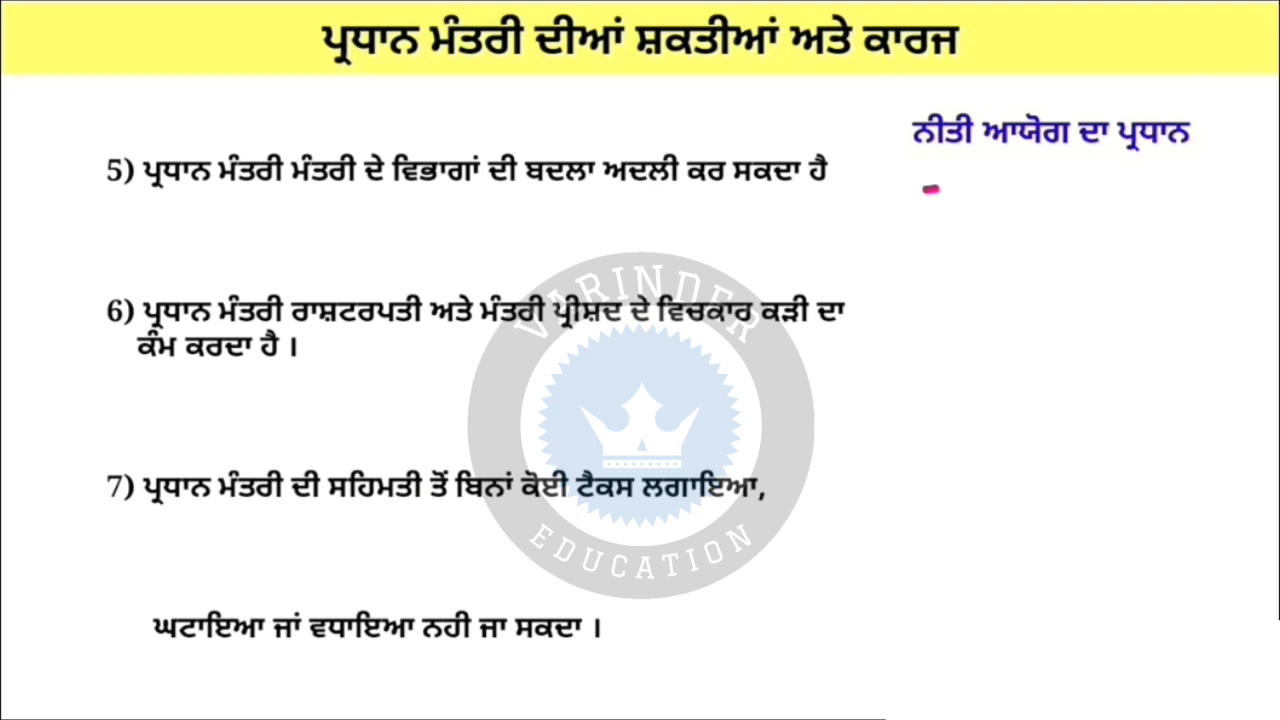 ਪ੍ਰਧਾਨ ਮੰਤਰੀ ਦੀਆਂ ਸ਼ਕਤੀਆਂ ਅਤੇ ਕਾਰਜ
ਨੀਤੀ ਆਯੋਗ ਦਾ ਪ੍ਰਧਾਨ
5) ਪ੍ਰਧਾਨ ਮੰਤਰੀ ਮੰਤਰੀ ਦੇ ਵਿਭਾਗਾਂ ਦੀ ਬਦਲਾ ਅਦਲੀ ਕਰ ਸਕਦਾ ਹੈ
6) ਪ੍ਰਧਾਨ ਮੰਤਰੀ ਰਾਸ਼ਟਰਪਤੀ ਅਤੇ ਮੰਤਰੀ ਪ੍ਰੀਸ਼ਦ ਦੇ ਵਿਚਕਾਰ ਕੜੀ ਦਾ
ਕੰਮ ਕਰਦਾ ਹੈ ।
7) ਪ੍ਰਧਾਨ ਮੰਤਰੀ ਦੀ ਸਹਿਮਤੀ ਤੋਂ ਬਿਨਾਂ ਕੋਈ ਟੈਕਸ ਲਗਾਇਆ,
ਘਟਾਇਆ ਜਾਂ ਵਧਾਇਆ ਨਹੀ ਜਾ ਸਕਦਾ ।
VARINDER
EDUCATION